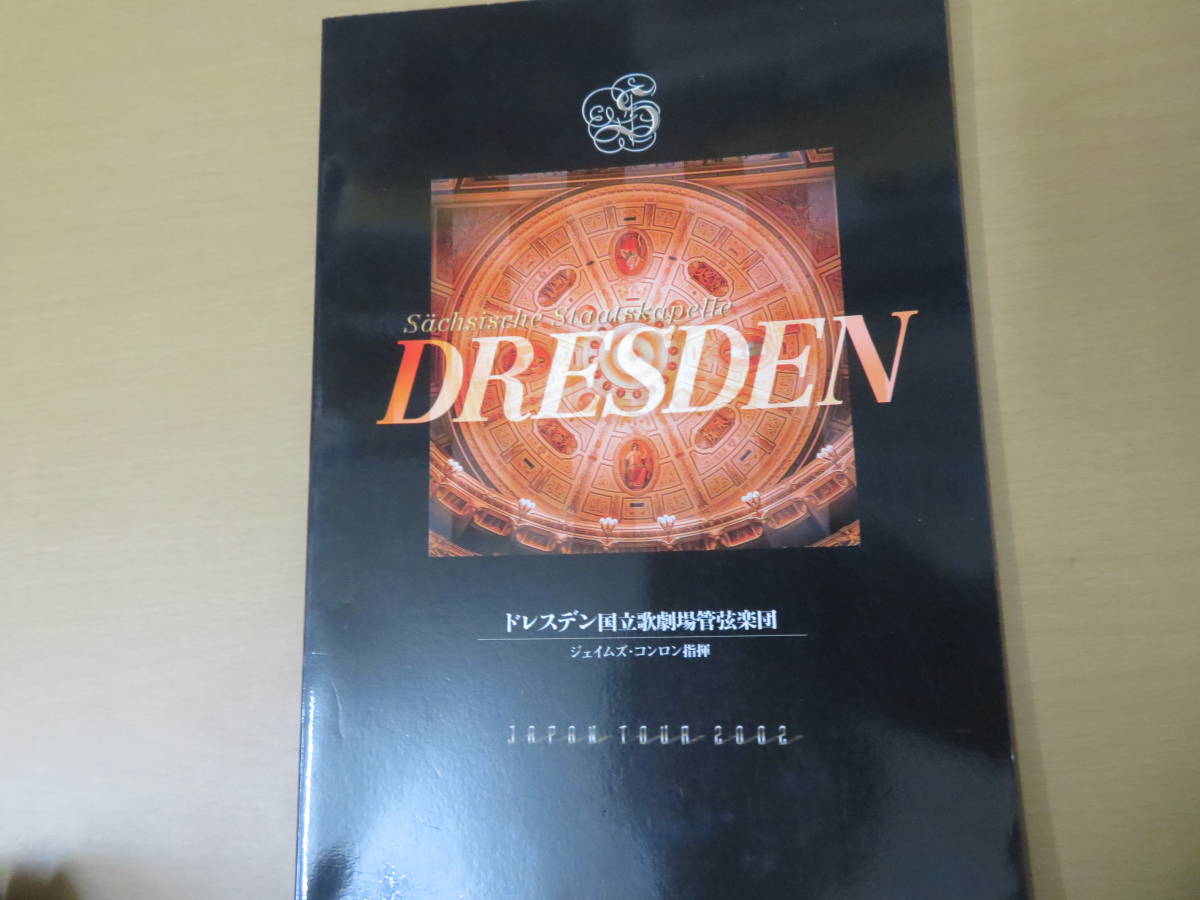 Sächsische Staatskapelle
DRESDEN
ドレスデン国立歌劇場管弦楽団
ジェイムズ・コンロン指揮
JAPAN TOUR 2002